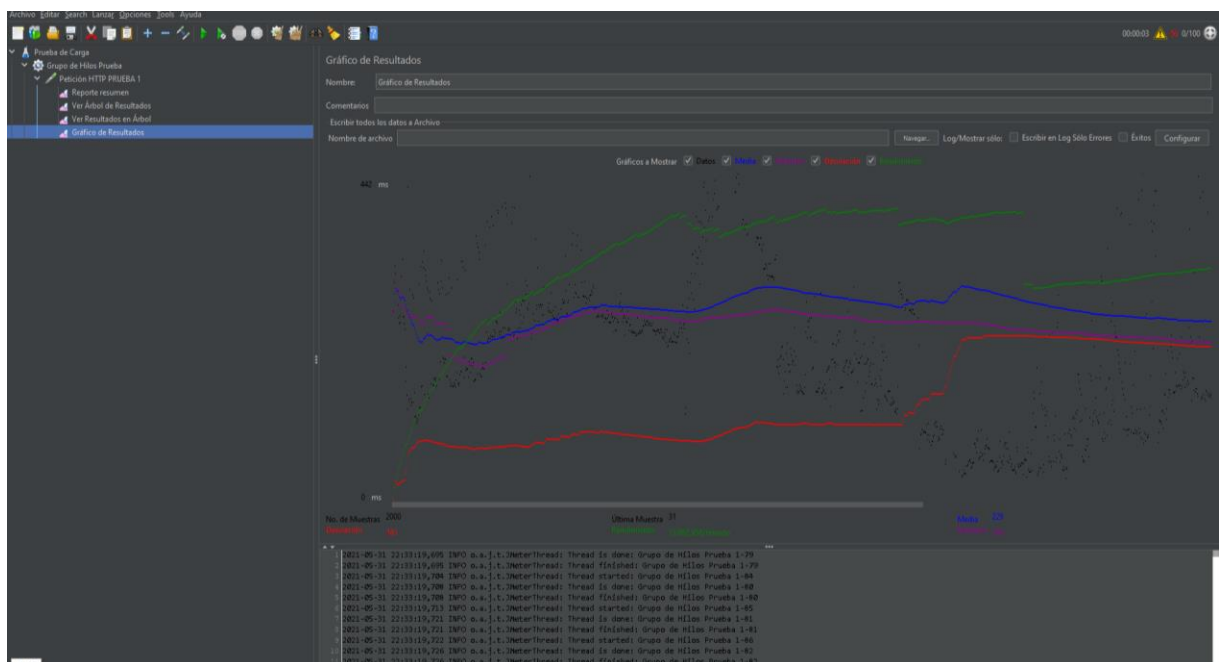 Archivo Editar Search Lanzar Opciones Tools Ayuda
00:00:03 0/100
Prueba de Carga
Grupo de Hilos Prueba
Petición HTTP PRUEBA 1
Reporte resumen
Ver Árbol de Resultados
Ver Resultados en Árbol
Gráfico de Resultados
Gráfico de Resultados
Nombre: Gráfico de Resultados
Comentarios
Escribir todos los datos a Archivo
Nombre de archivo Navegar... Log/Mostrar sólo: Escribir en Log Sólo Errores Éxitos Configurar
Gráficos a Mostrar Datos Media Desviación
442 ms
0 ms
No. de Muestras 2000 Última Muestra Media 229
Desviación
2021-05-31 22:33:19,695 INFO o.a.j.t.JMeterThread: Thread is done: Grupo de Hilos Prueba 1-79
2021-05-31 22:33:19,695 INFO o.a.j.t.JMeterThread: Thread finished: Grupo de Hilos Prueba 1-79
2021-05-31 22:33:19,704 INFO o.a.j.t.JMeterThread: Thread started: Grupo de Hilos Prueba 1-84
2021-05-31 22:33:19,708 INFO o.a.j.t.JMeterThread: Thread is done: Grupo de Hilos Prueba 1-80
2021-05-31 22:33:19,708 INFO o.a.j.t.JMeterThread: Thread finished: Grupo de Hilos Prueba 1-80
2021-05-31 22:33:19,713 INFO o.a.j.t.JMeterThread: Thread started: Grupo de Hilos Prueba 1-85
2021-05-31 22:33:19,721 INFO o.a.j.t.JMeterThread: Thread is done: Grupo de Hilos Prueba 1-81
2021-05-31 22:33:19,721 INFO o.a.j.t.JMeterThread: Thread finished: Grupo de Hilos Prueba 1-81
2021-05-31 22:33:19,722 INFO o.a.j.t.JMeterThread: Thread started: Grupo de Hilos Prueba 1-86
2021-05-31 22:33:19,726 INFO o.a.j.t.JMeterThread: Thread is done: Grupo de Hilos Prueba 1-82